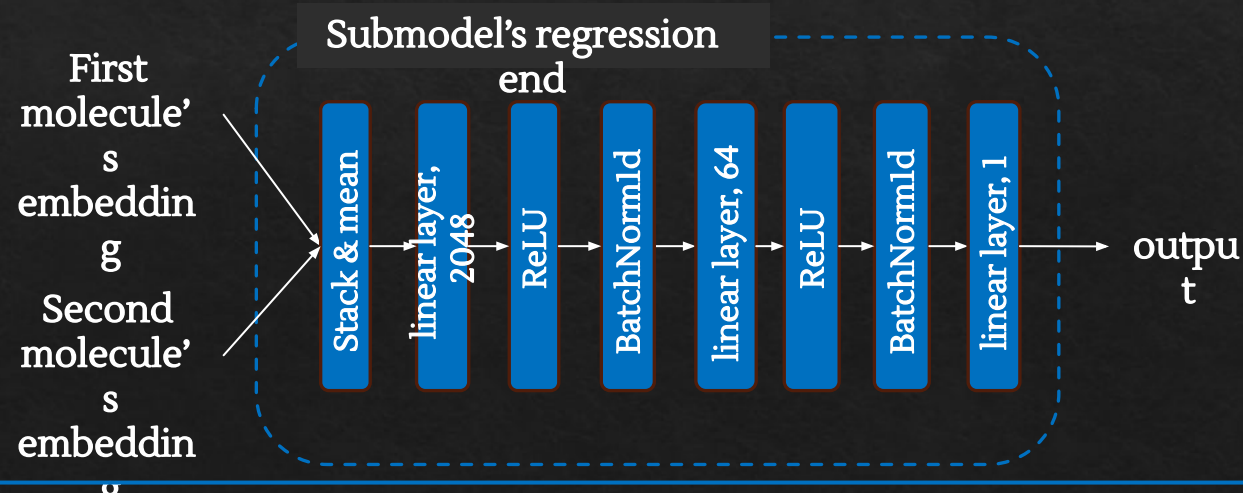 Submodel's regression
end
First
molecule'
s
embeddin
g
Second
molecule'
s
embeddin
g
Stack & mean
linear layer,
2048
ReLU
BatchNorm1d
linear layer, 64
ReLU
BatchNorm1d
linear layer, 1
outpu
t